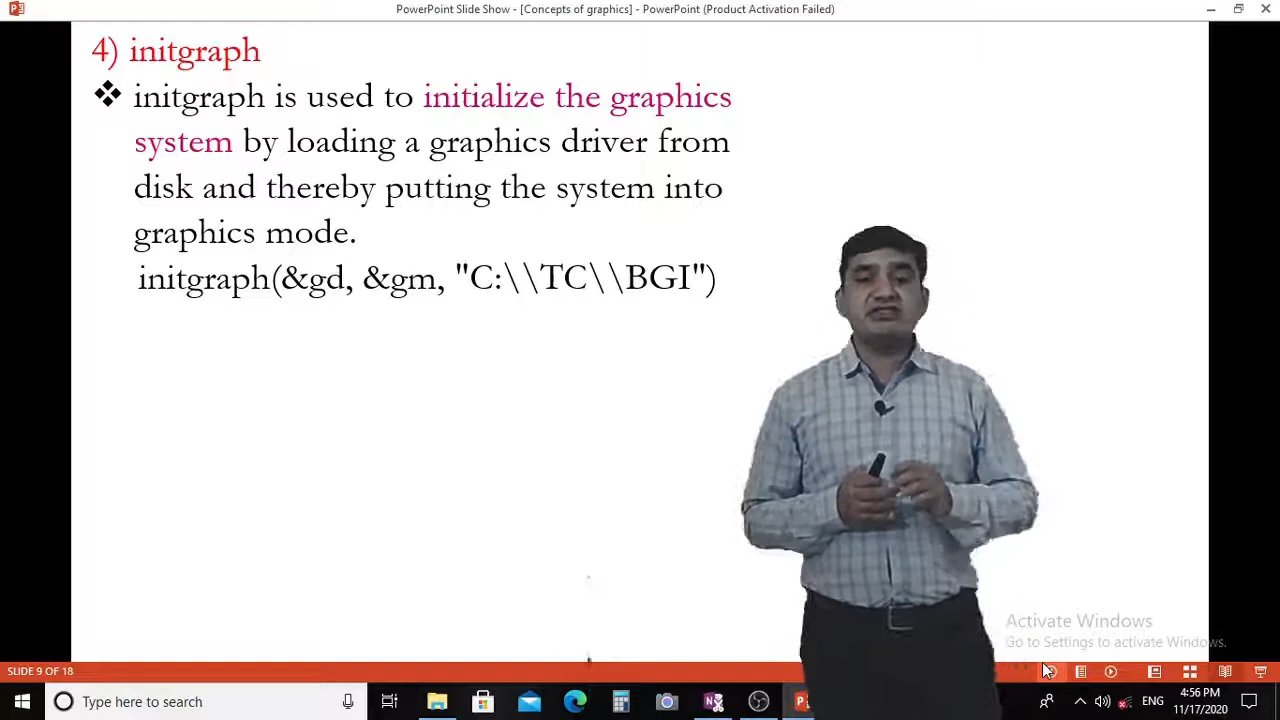 PowerPoint Slide Show - [Concepts of graphics] - PowerPoint (Product Activation Failed)
4) initgraph
❖ initgraph is used to initialize the graphics
system by loading a graphics driver from
disk and thereby putting the system into
graphics mode.
initgraph(&gd, &gm, "C:\\TC\\BGI")
Activate Windows
Go to Settings to activate Windows.
SLIDE 9 OF 18
Type here to search
ENG
4:56 PM
11/17/2020